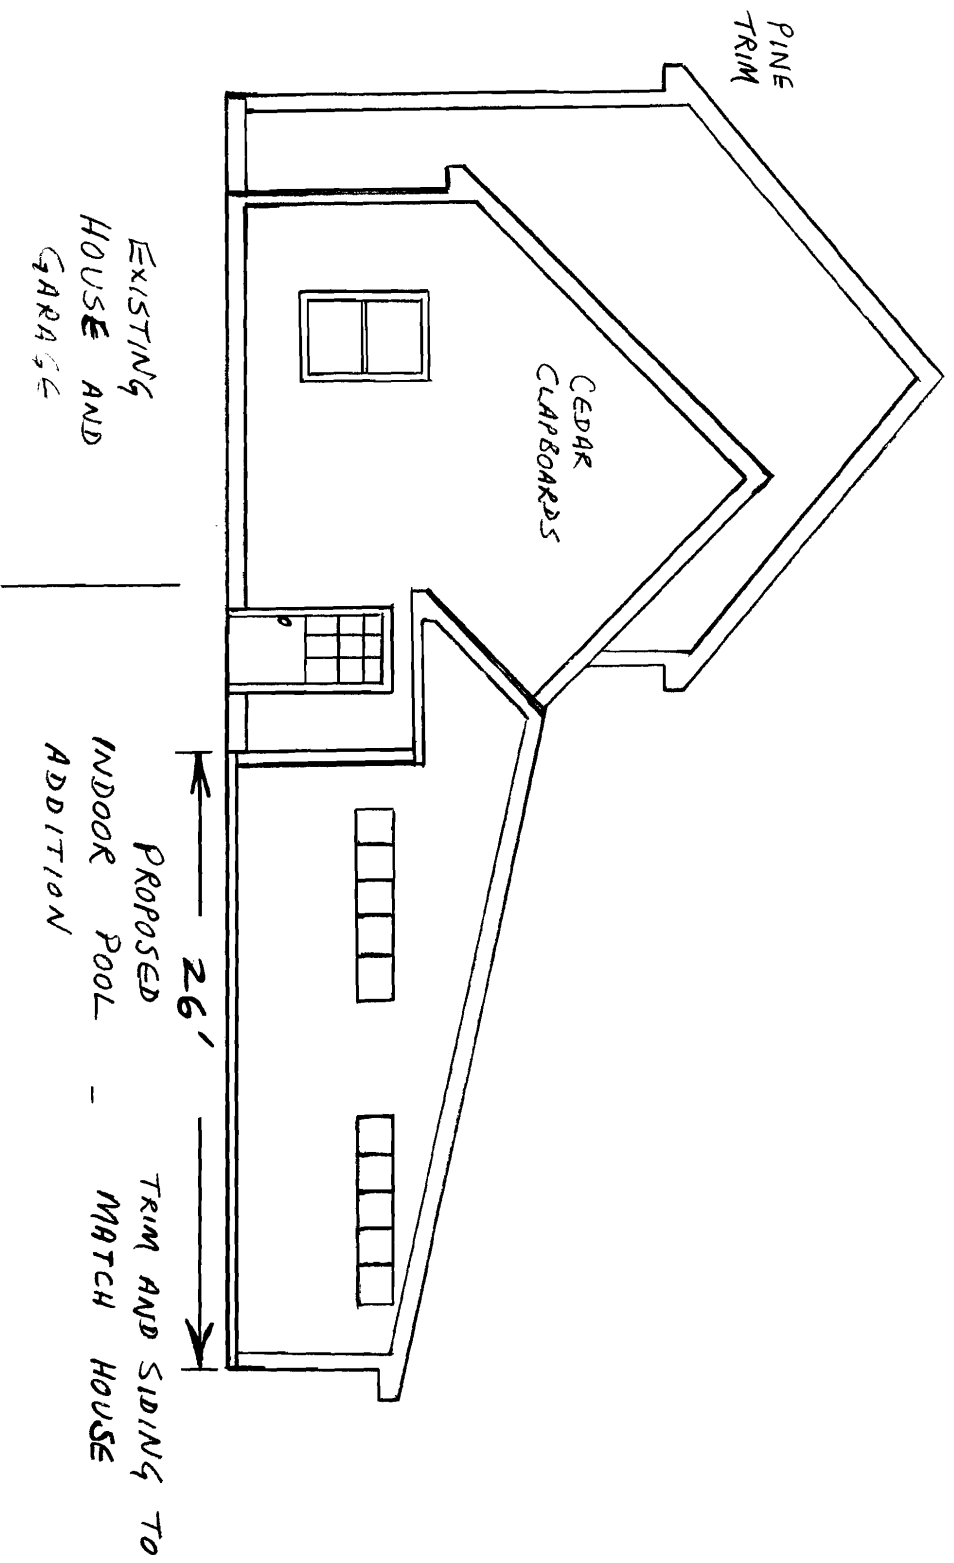 PINE
TRIM
CEDAR
CLAPBOARDS
EXISTING
HOUSE AND
GARAGE
26'
PROPOSED
INDOOR POOL -
ADDITION
TRIM AND SIDING TO
MATCH HOUSE